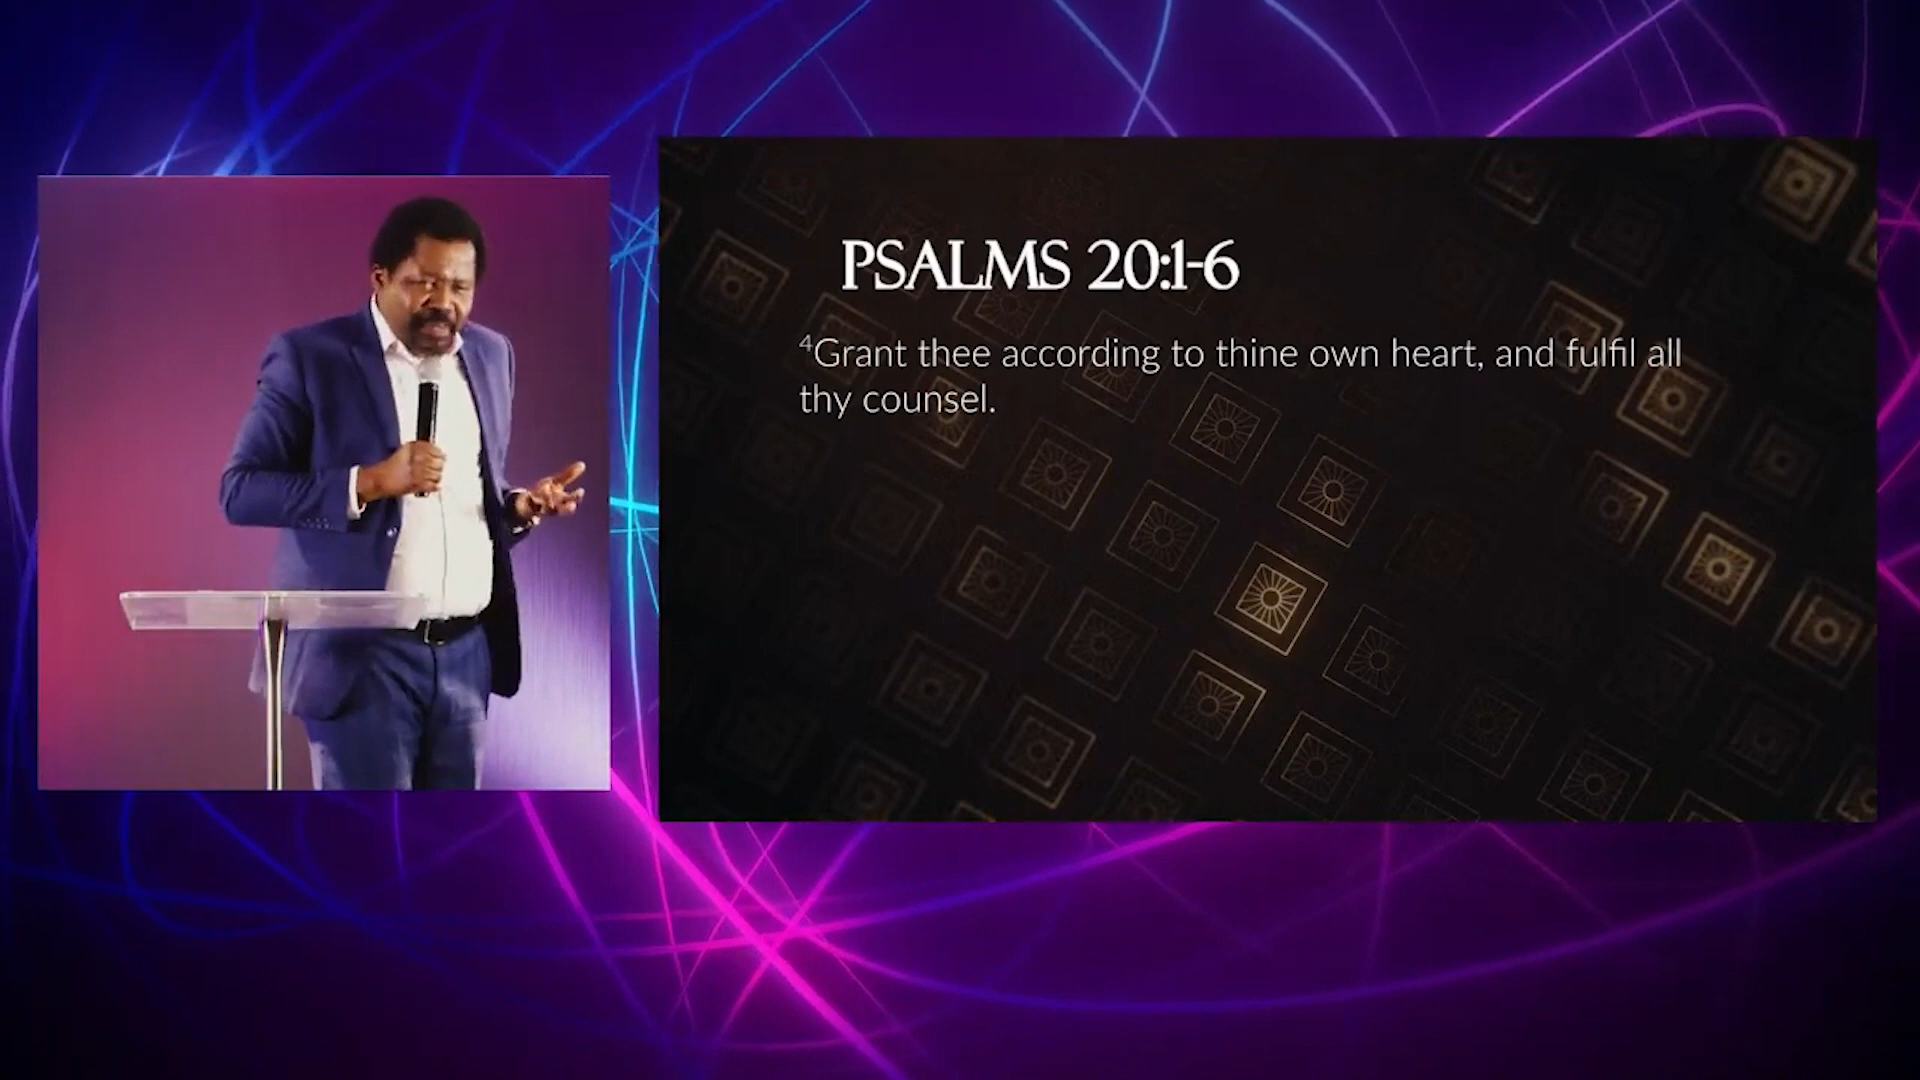 PSALMS 20:1-6
⁴Grant thee according to thine own heart, and fulfil all
thy counsel.